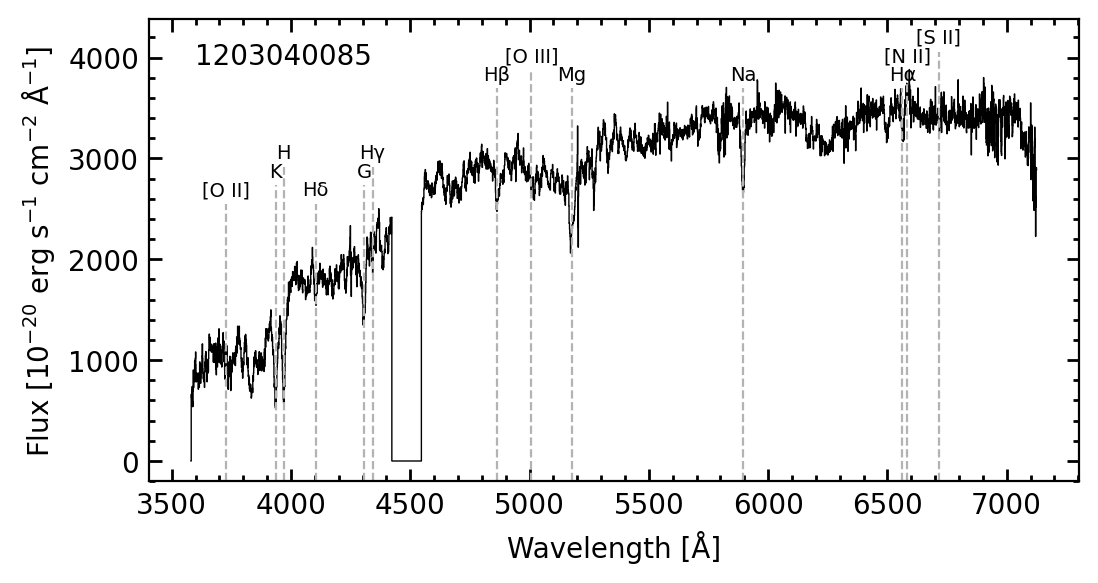 1203040085
[S II]
[O III]
[N II]
Hβ
Mg
Na
Hα
H
Hγ
K
G
[O II]
Hδ
4000
3000
2000
1000
0
Flux [10⁻²⁰ erg s⁻¹ cm⁻² Å⁻¹]
3500 4000 4500 5000 5500 6000 6500 7000
Wavelength [Å]